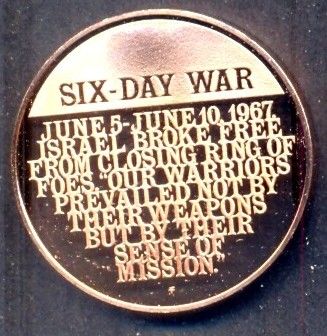 SIX-DAY WAR
JUNE 5-JUNE 10, 1967.
ISRAEL BROKE FREE
FROM CLOSING RING OF
FOES. "OUR WARRIORS
PREVAILED NOT BY
THEIR WEAPONS
BUT BY THEIR
SENSE OF
MISSION."